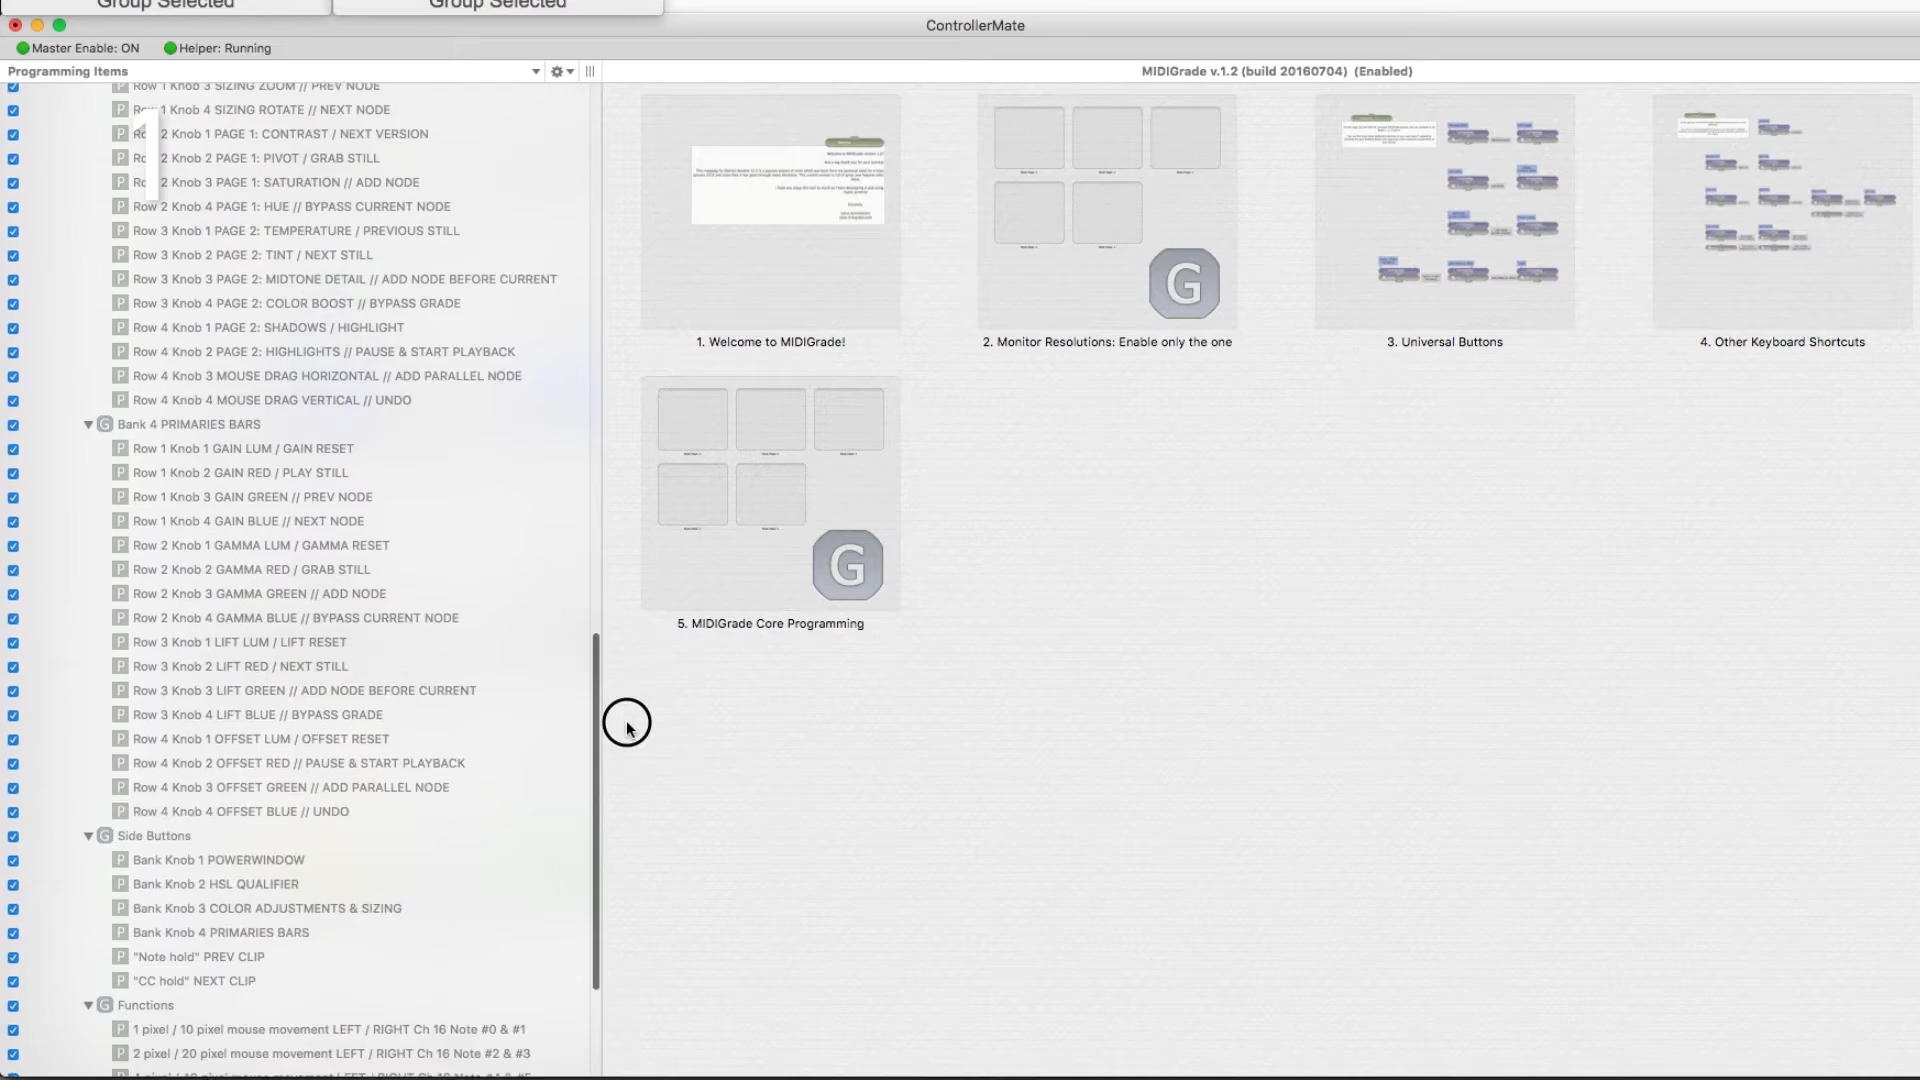 Group Selected
Group Selected
ControllerMate
Master Enable: ON
Helper: Running
Programming Items
MIDIGrade v.1.2 (build 20160704) (Enabled)
Row 1 Knob 3 SIZING ZOOM // PREV NODE
Row 1 Knob 4 SIZING ROTATE // NEXT NODE
2 Knob 1 PAGE 1: CONTRAST / NEXT VERSION
2 Knob 2 PAGE 1: PIVOT / GRAB STILL
2 Knob 3 PAGE 1: SATURATION // ADD NODE
Row 2 Knob 4 PAGE 1: HUE // BYPASS CURRENT NODE
Row 3 Knob 1 PAGE 2: TEMPERATURE / PREVIOUS STILL
Row 3 Knob 2 PAGE 2: TINT / NEXT STILL
Row 3 Knob 3 PAGE 2: MIDTONE DETAIL // ADD NODE BEFORE CURRENT
Row 3 Knob 4 PAGE 2: COLOR BOOST // BYPASS GRADE
Row 4 Knob 1 PAGE 2: SHADOWS / HIGHLIGHT
Row 4 Knob 2 PAGE 2: HIGHLIGHTS // PAUSE & START PLAYBACK
Row 4 Knob 3 MOUSE DRAG HORIZONTAL // ADD PARALLEL NODE
Row 4 Knob 4 MOUSE DRAG VERTICAL // UNDO
Bank 4 PRIMARIES BARS
Row 1 Knob 1 GAIN LUM / GAIN RESET
Row 1 Knob 2 GAIN RED / PLAY STILL
Row 1 Knob 3 GAIN GREEN // PREV NODE
Row 1 Knob 4 GAIN BLUE // NEXT NODE
Row 2 Knob 1 GAMMA LUM / GAMMA RESET
Row 2 Knob 2 GAMMA RED / GRAB STILL
Row 2 Knob 3 GAMMA GREEN // ADD NODE
Row 2 Knob 4 GAMMA BLUE // BYPASS CURRENT NODE
Row 3 Knob 1 LIFT LUM / LIFT RESET
Row 3 Knob 2 LIFT RED / NEXT STILL
Row 3 Knob 3 LIFT GREEN // ADD NODE BEFORE CURRENT
Row 3 Knob 4 LIFT BLUE // BYPASS GRADE
Row 4 Knob 1 OFFSET LUM / OFFSET RESET
Row 4 Knob 2 OFFSET RED // PAUSE & START PLAYBACK
Row 4 Knob 3 OFFSET GREEN // ADD PARALLEL NODE
Row 4 Knob 4 OFFSET BLUE // UNDO
Side Buttons
Bank Knob 1 POWERWINDOW
Bank Knob 2 HSL QUALIFIER
Bank Knob 3 COLOR ADJUSTMENTS & SIZING
Bank Knob 4 PRIMARIES BARS
"Note hold" PREV CLIP
"CC hold" NEXT CLIP
Functions
1 pixel / 10 pixel mouse movement LEFT / RIGHT Ch 16 Note #0 & #1
2 pixel / 20 pixel mouse movement LEFT / RIGHT Ch 16 Note #2 & #3
G
1. Welcome to MIDIGrade!
2. Monitor Resolutions: Enable only the one
3. Universal Buttons
4. Other Keyboard Shortcuts
G
5. MIDIGrade Core Programming